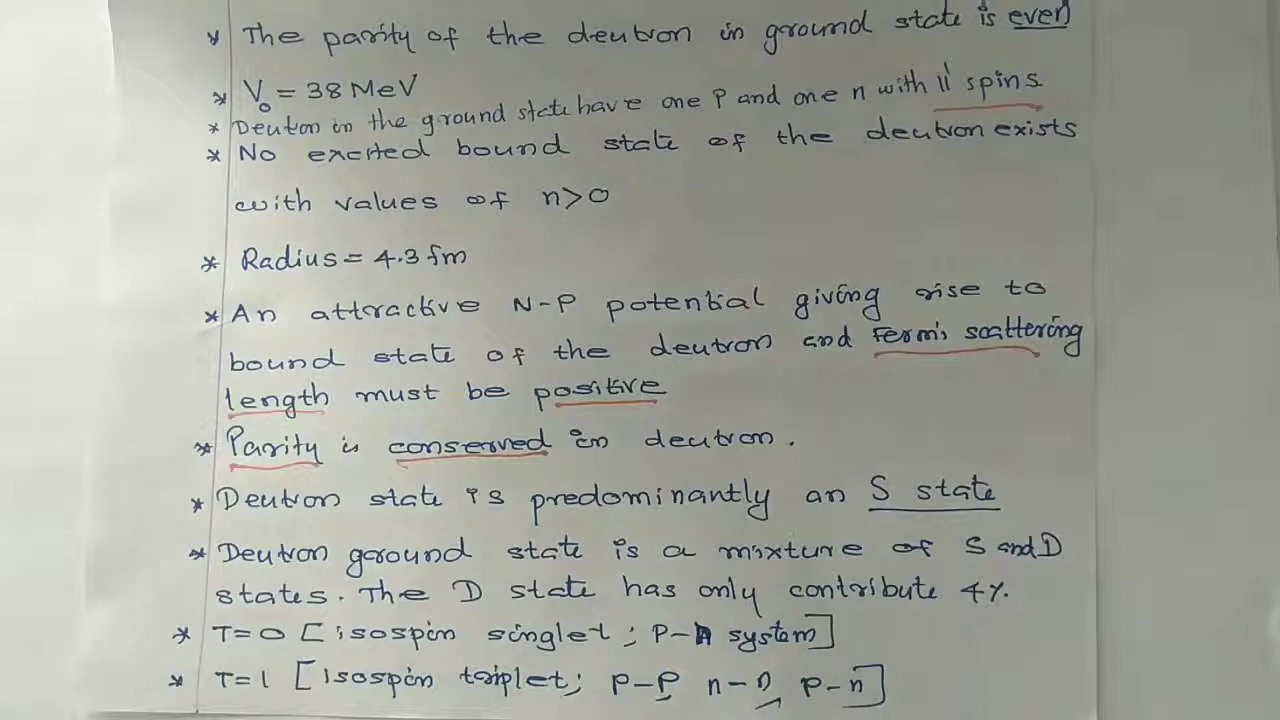 * The parity of the deutron in ground state is even
* V₀ = 38 MeV
* Deutron in the ground state have one P and one n with 11' spins
* No excited bound state of the deutron exists
with values of n>0
* Radius = 4.3 fm
* An attractive N-P potential giving rise to
bound state of the deutron and Fermi scattering
length must be positive
* Parity is conserved in deutron.
* Deutron state is predominantly an S state
* Deutron ground state is a mixture of S and D
states. The D state has only contribute 4%.
* T=0 [isospin singlet; P-n system]
* T=1 [isospin triplet; P-P n-n P-n]